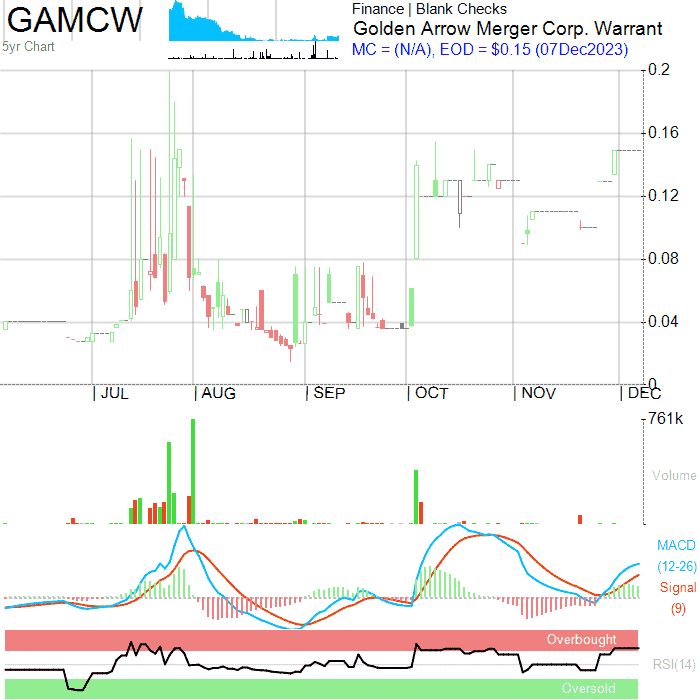 GAMCW
5yr Chart
Finance | Blank Checks
Golden Arrow Merger Corp. Warrant
MC = (N/A), EOD = $0.15 (07Dec2023)
0.2
0.16
0.12
0.08
0.04
0
| JUL | AUG | SEP | OCT | NOV | DEC
761k
Volume
MACD
(12-26)
Signal
(9)
Overbought
RSI(14)
Oversold